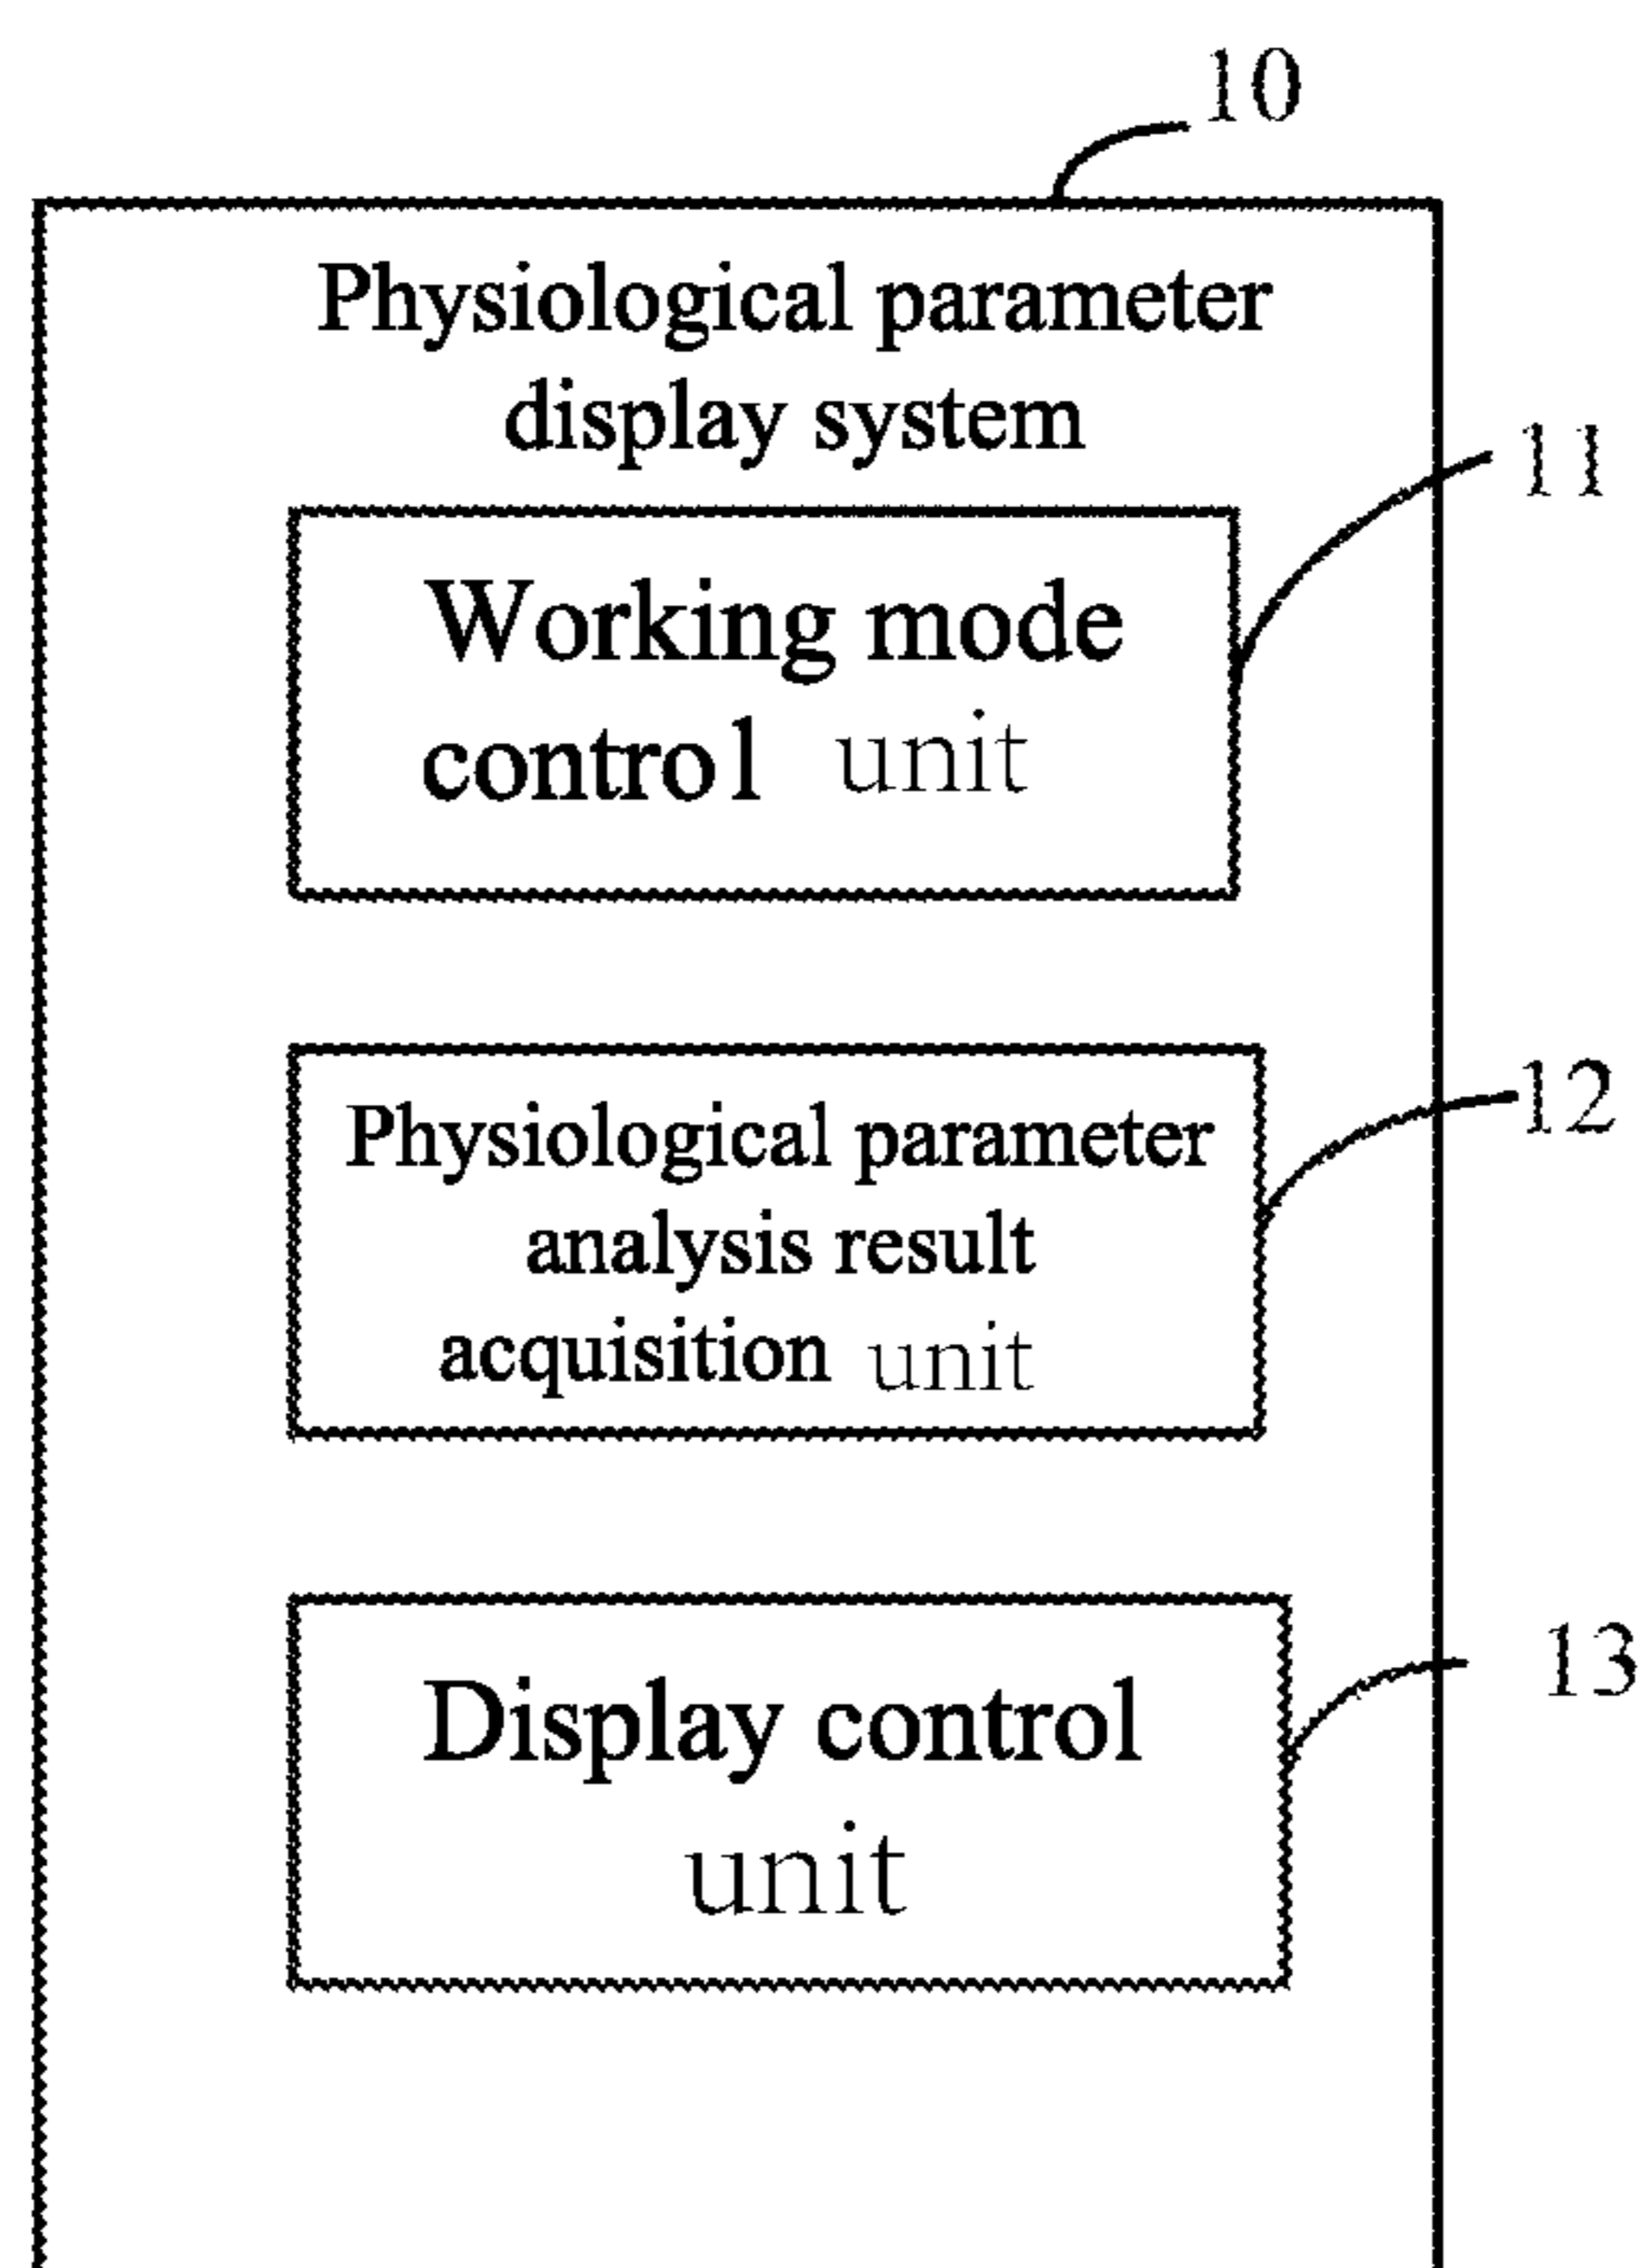 10
Physiological parameter
display system
11
Working mode
control unit
12
Physiological parameter
analysis result
acquisition unit
13
Display control
unit